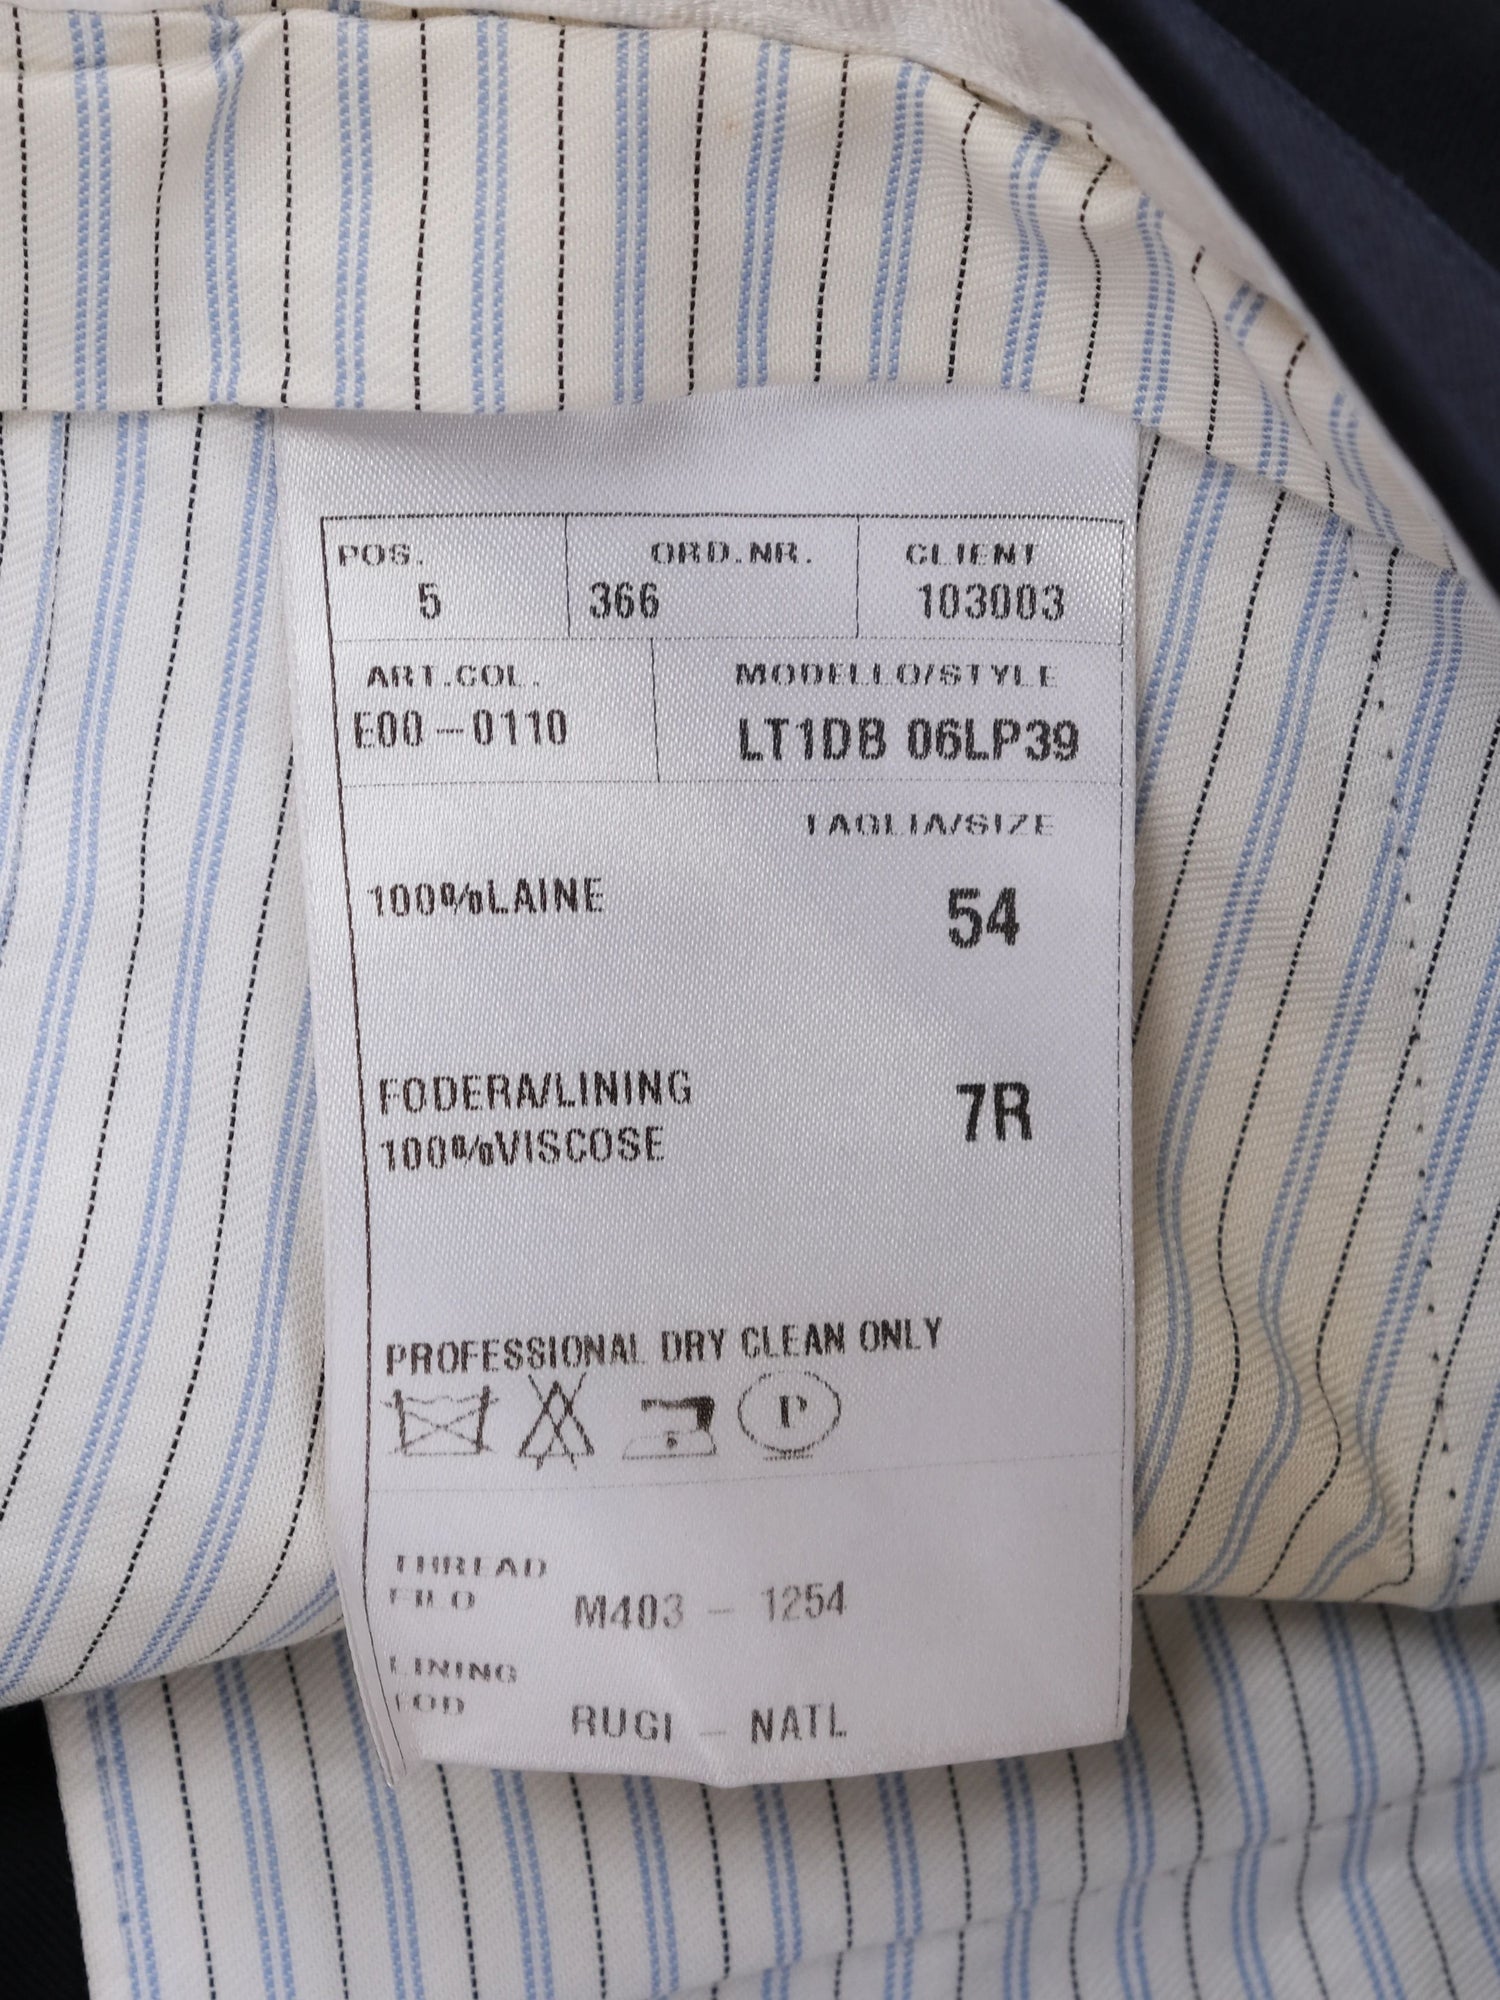 POS. ORD.NR. CLIENT
5 366 103003
ART.COL. MODELLO/STYLE
E00-0110 LT1DB 06LP39
TAGLIA/SIZE
100%LAINE 54
FODERA/LINING
100%VISCOSE 7R
PROFESSIONAL DRY CLEAN ONLY
P
THREAD
FILO M403 - 1254
LINING
FOD RUGI - NATL